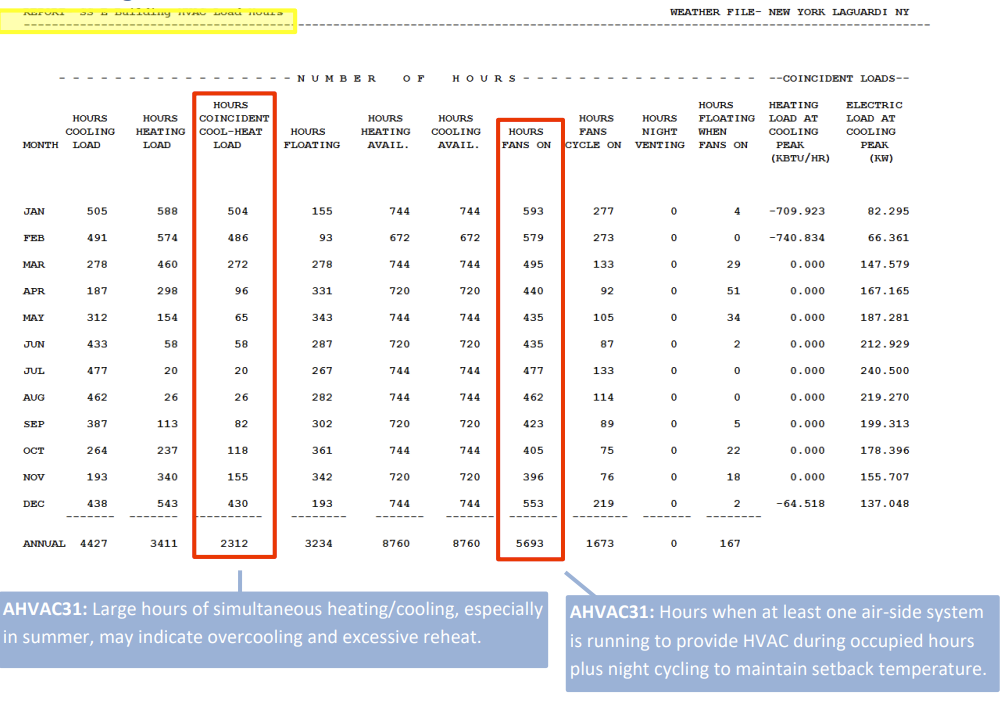 REPORT- SS-E Building HVAC Load Hours WEATHER FILE- NEW YORK LAGUARDI NY
- - - - - - - - - - - - - - - - - N U M B E R   O F   H O U R S - - - - - - - - - - - - - - - - - --COINCIDENT LOADS--
HOURS HOURS HEATING ELECTRIC
HOURS HOURS COINCIDENT HOURS HOURS HOURS HOURS FLOATING LOAD AT LOAD AT
COOLING HEATING COOL-HEAT HOURS HEATING COOLING HOURS FANS NIGHT WHEN COOLING COOLING
MONTH LOAD LOAD LOAD FLOATING AVAIL. AVAIL. FANS ON CYCLE ON VENTING FANS ON PEAK PEAK
(KBTU/HR) (KW)
JAN 505 588 504 155 744 744 593 277 0 4 -709.923 82.295
FEB 491 574 486 93 672 672 579 273 0 0 -740.834 66.361
MAR 278 460 272 278 744 744 495 133 0 29 0.000 147.579
APR 187 298 96 331 720 720 440 92 0 51 0.000 167.165
MAY 312 154 65 343 744 744 435 105 0 34 0.000 187.281
JUN 433 58 58 287 720 720 435 87 0 2 0.000 212.929
JUL 477 20 20 267 744 744 477 133 0 0 0.000 240.500
AUG 462 26 26 282 744 744 462 114 0 0 0.000 219.270
SEP 387 113 82 302 720 720 423 89 0 5 0.000 199.313
OCT 264 237 118 361 744 744 405 75 0 22 0.000 178.396
NOV 193 340 155 342 720 720 396 76 0 18 0.000 155.707
DEC 438 543 430 193 744 744 553 219 0 2 -64.518 137.048
ANNUAL 4427 3411 2312 3234 8760 8760 5693 1673 0 167
AHVAC31: Large hours of simultaneous heating/cooling, especially
in summer, may indicate overcooling and excessive reheat.
AHVAC31: Hours when at least one air-side system
is running to provide HVAC during occupied hours
plus night cycling to maintain setback temperature.